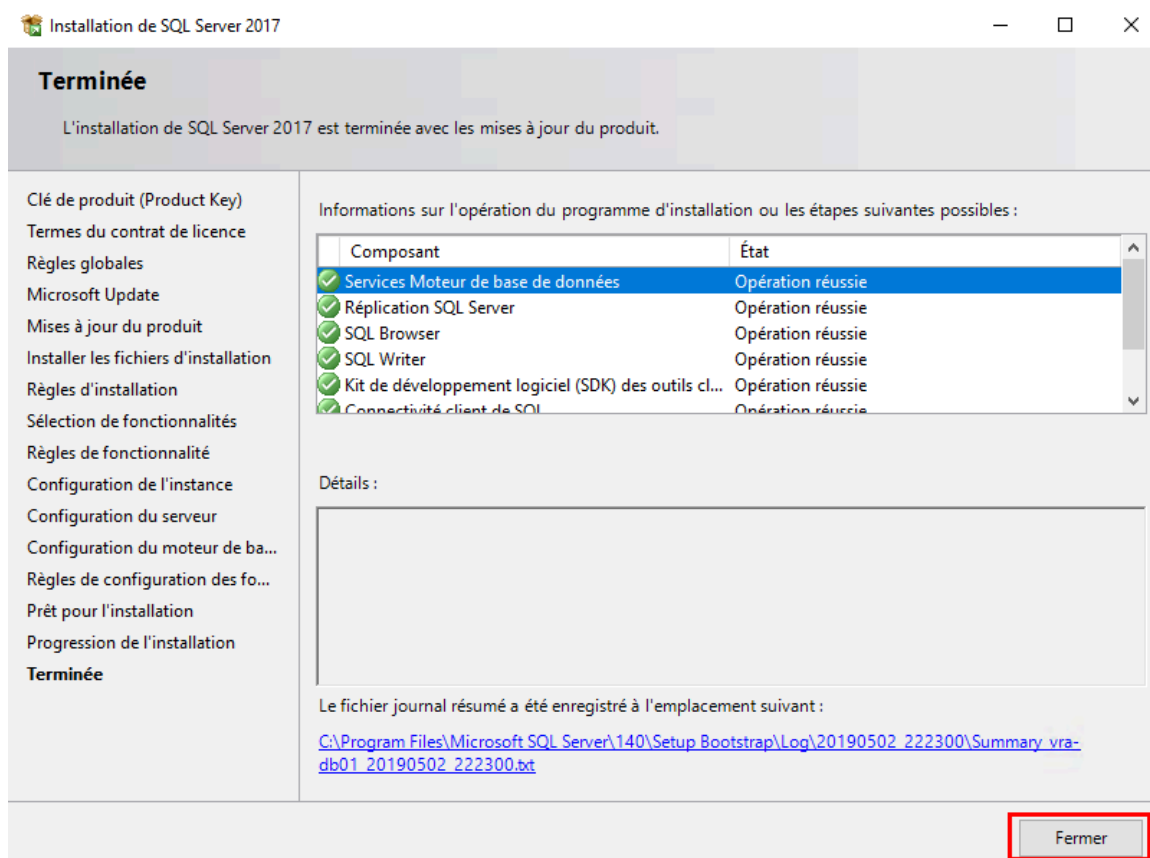 Installation de SQL Server 2017
Terminée
L'installation de SQL Server 2017 est terminée avec les mises à jour du produit.
Clé de produit (Product Key)
Termes du contrat de licence
Règles globales
Microsoft Update
Mises à jour du produit
Installer les fichiers d'installation
Règles d'installation
Sélection de fonctionnalités
Règles de fonctionnalité
Configuration de l'instance
Configuration du serveur
Configuration du moteur de ba...
Règles de configuration des fo...
Prêt pour l'installation
Progression de l'installation
Terminée
Informations sur l'opération du programme d'installation ou les étapes suivantes possibles :
Composant État
Services Moteur de base de données Opération réussie
Réplication SQL Server Opération réussie
SQL Browser Opération réussie
SQL Writer Opération réussie
Kit de développement logiciel (SDK) des outils cl... Opération réussie
Connectivité client de SQL Opération réussie
Détails :
Le fichier journal résumé a été enregistré à l'emplacement suivant :
C:\Program Files\Microsoft SQL Server\140\Setup Bootstrap\Log\20190502_222300\Summary_vra-
db01_20190502_222300.txt
Fermer